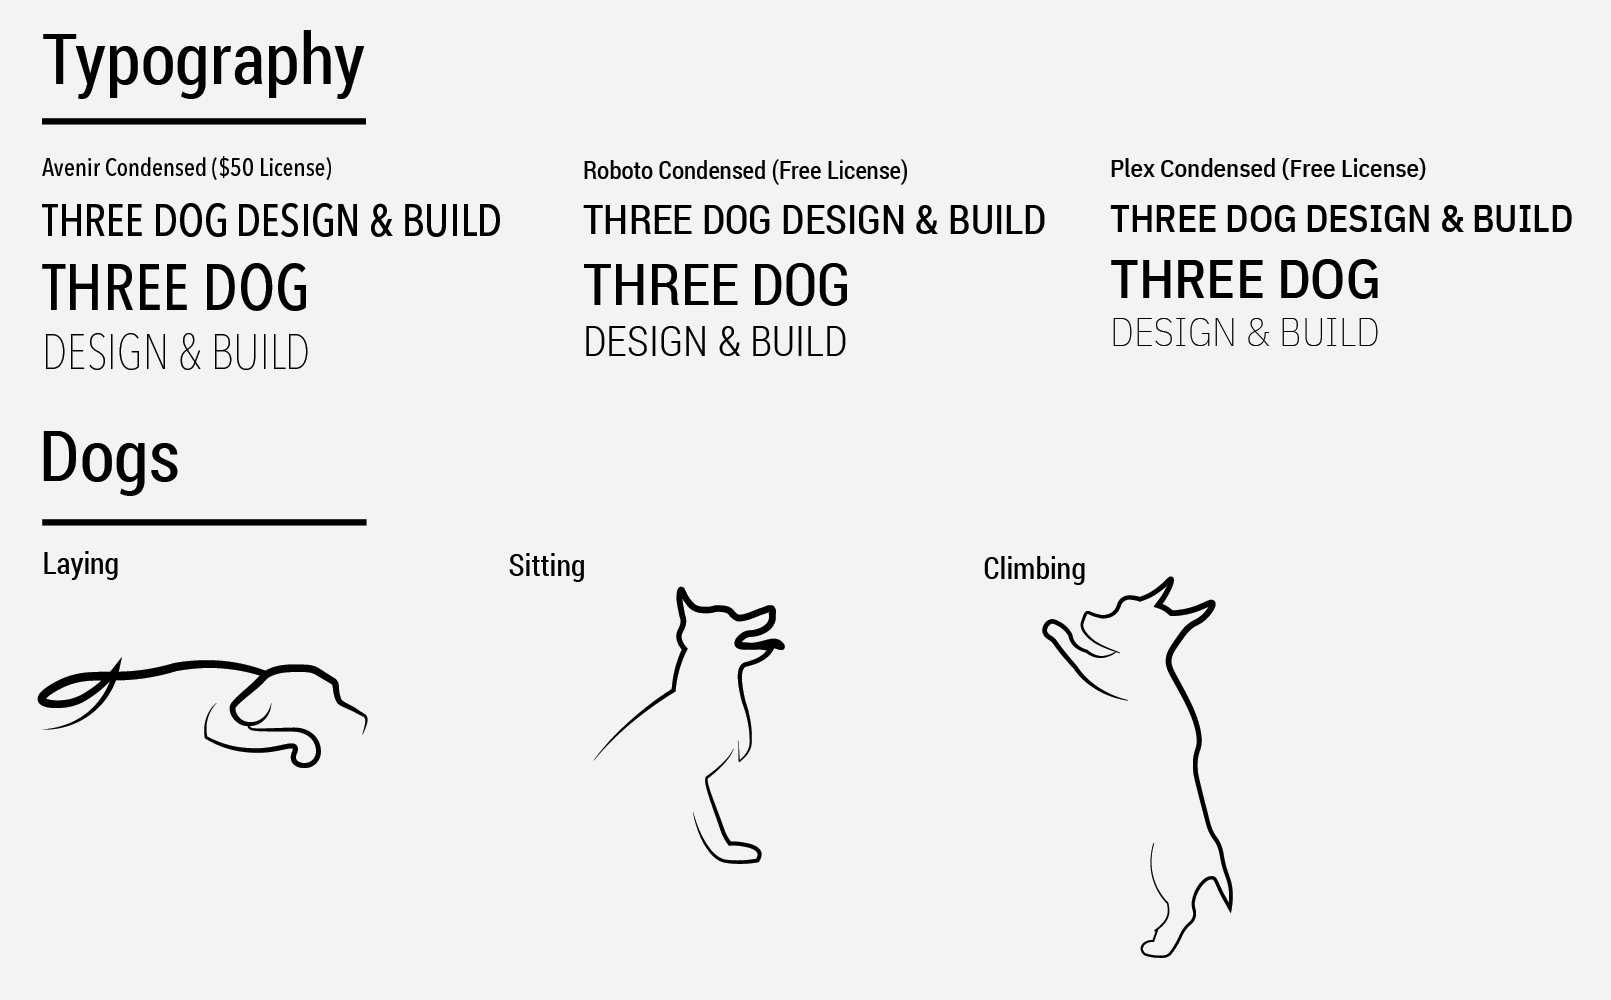 Typography
Avenir Condensed ($50 License)
THREE DOG DESIGN & BUILD
THREE DOG
DESIGN & BUILD
Roboto Condensed (Free License)
THREE DOG DESIGN & BUILD
THREE DOG
DESIGN & BUILD
Plex Condensed (Free License)
THREE DOG DESIGN & BUILD
THREE DOG
DESIGN & BUILD
Dogs
Laying
Sitting
Climbing